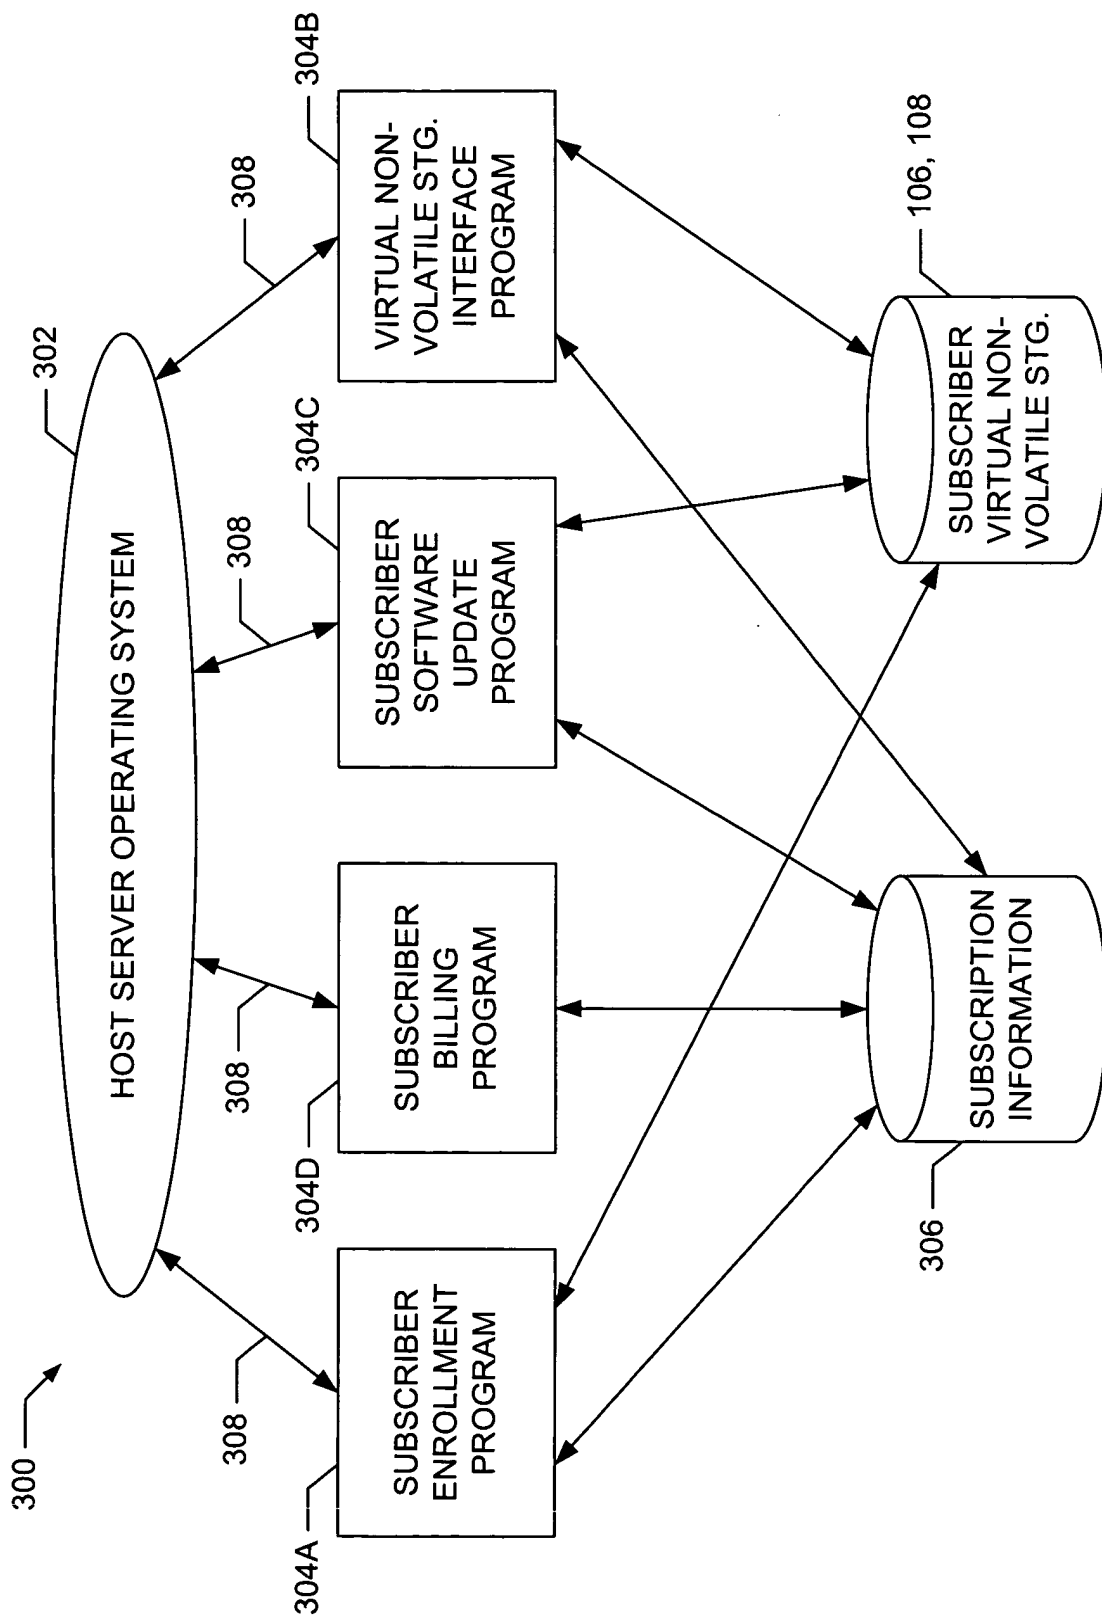 300
302
HOST SERVER OPERATING SYSTEM
308
308
308
308
304A
SUBSCRIBER
ENROLLMENT
PROGRAM
304D
SUBSCRIBER
BILLING
PROGRAM
304C
SUBSCRIBER
SOFTWARE
UPDATE
PROGRAM
304B
VIRTUAL NON-
VOLATILE STG.
INTERFACE
PROGRAM
306
SUBSCRIPTION
INFORMATION
106, 108
SUBSCRIBER
VIRTUAL NON-
VOLATILE STG.